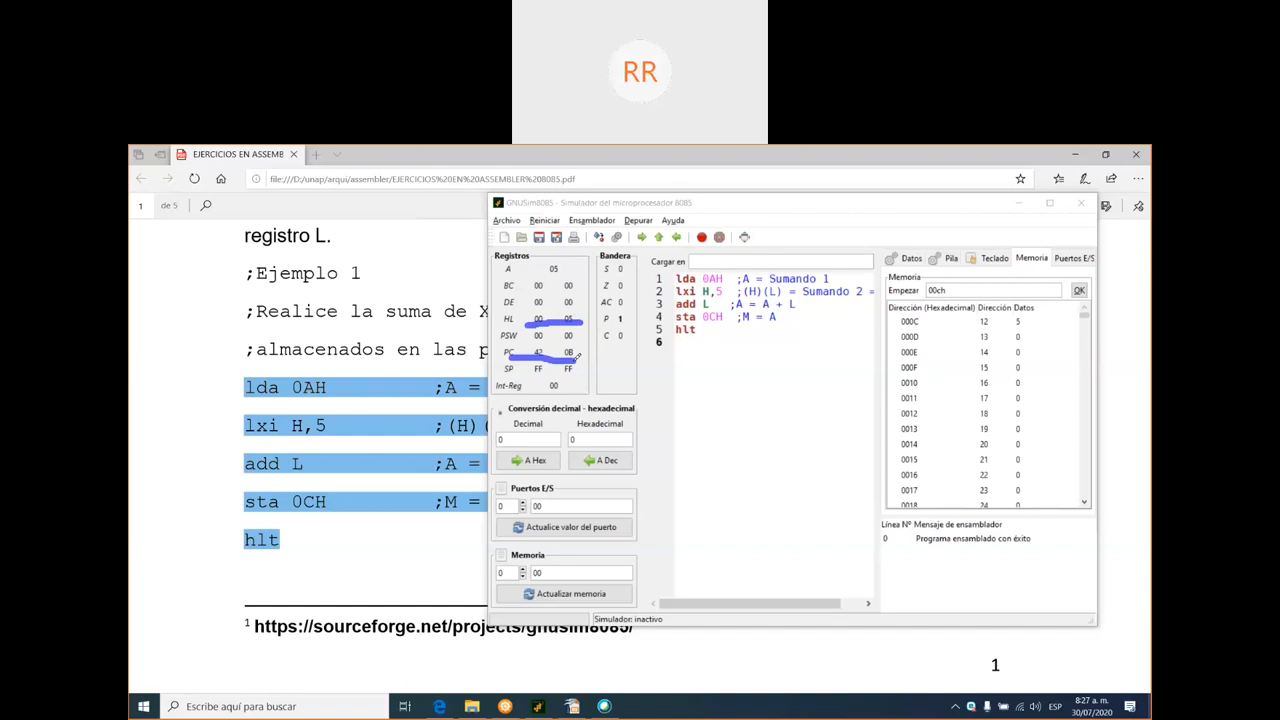 RR
EJERCICIOS EN ASSEMB
file:///D:/unap/arqui/assembler/EJERCICIOS%20EN%20ASSEMBLER%208085.pdf
1 de 5
registro L.
;Ejemplo 1
;Realice la suma de X
;almacenados en las p
lda 0AH ;A =
lxi H,5 ;(H)(
add L ;A =
sta 0CH ;M =
hlt
1 https://sourceforge.net/projects/gnusim8085/
1
GNUSim8085 - Simulador del microprocesador 8085
Archivo Reiniciar Ensamblador Depurar Ayuda
Registros
A 05
BC 00 00
DE 00 00
HL 00 05
PSW 00 00
PC 42 0B
SP FF FF
Int-Reg 00
Bandera
S 0
Z 0
AC 0
P 1
C 0
Conversión decimal - hexadecimal
Decimal Hexadecimal
0 0
A Hex A Dec
Puertos E/S
0 00
Actualice valor del puerto
Memoria
0 00
Actualizar memoria
Cargar en
1 lda 0AH ;A = Sumando 1
2 lxi H,5 ;(H)(L) = Sumando 2 =
3 add L ;A = A + L
4 sta 0CH ;M = A
5 hlt
6
Simulador: inactivo
Datos Pila Teclado Memoria Puertos E/S
Memoria
Empezar 00ch OK
Dirección (Hexadecimal) Dirección Datos
000C 12 5
000D 13 0
000E 14 0
000F 15 0
0010 16 0
0011 17 0
0012 18 0
0013 19 0
0014 20 0
0015 21 0
0016 22 0
0017 23 0
0018 24 0
Línea Nº Mensaje de ensamblador
0 Programa ensamblado con éxito
Escribe aquí para buscar
ESP
8:27 a. m.
30/07/2020